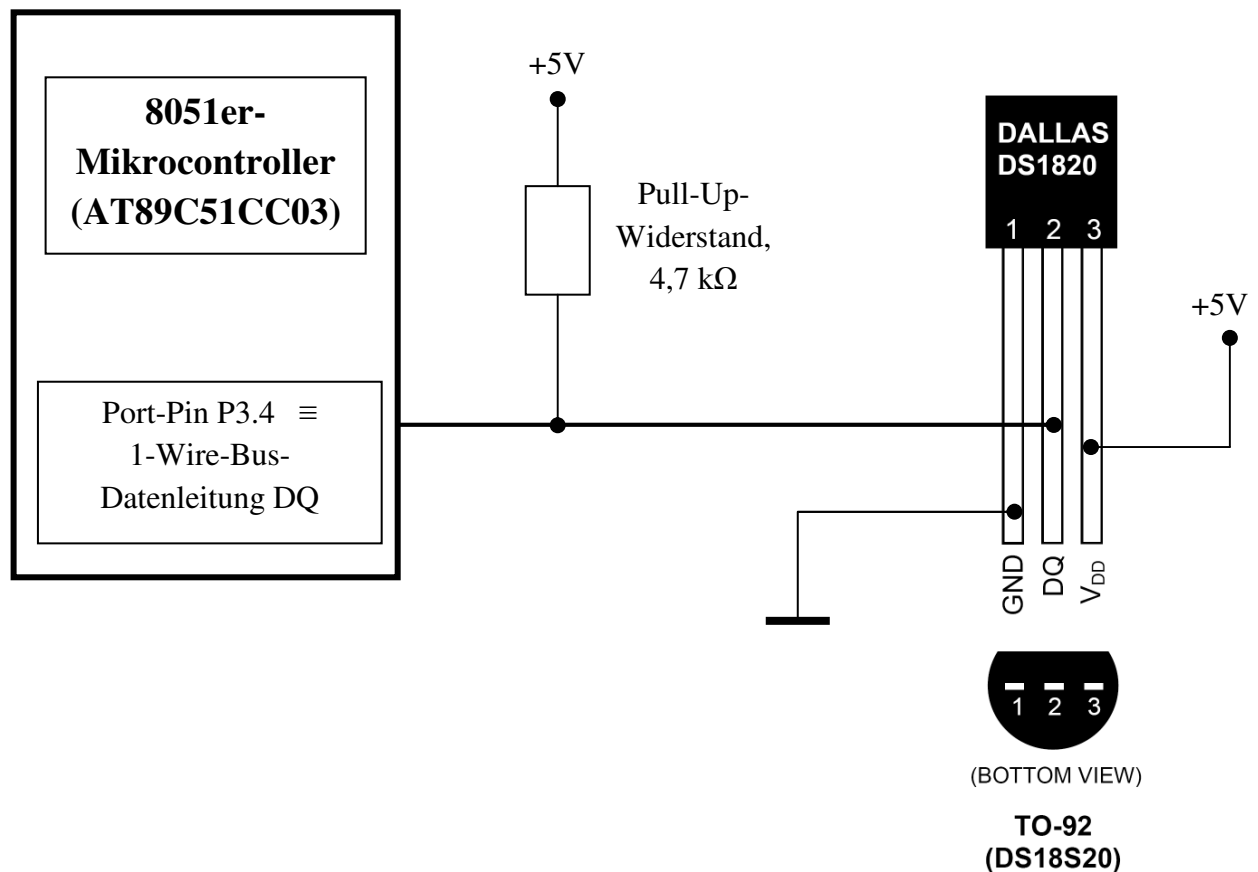 8051er-
Mikrocontroller
(AT89C51CC03)
Port-Pin P3.4 ≡
1-Wire-Bus-
Datenleitung DQ
+5V
Pull-Up-
Widerstand,
4,7 kΩ
DALLAS
DS1820
1 2 3
+5V
GND
DQ
VDD
1 2 3
(BOTTOM VIEW)
TO-92
(DS18S20)